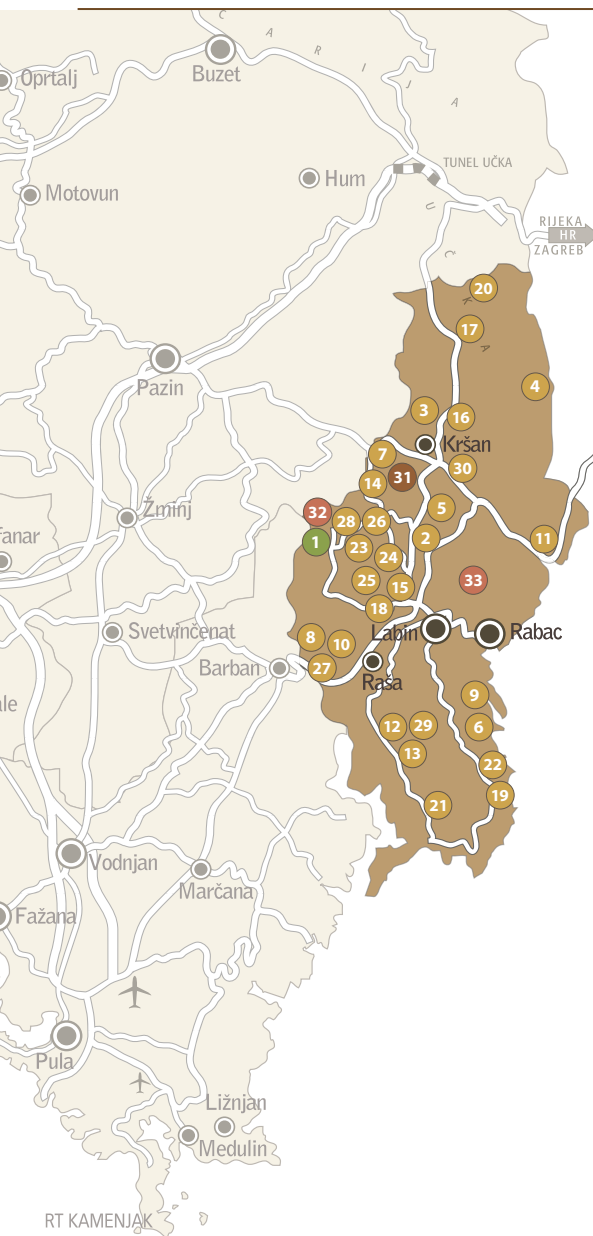 Ć A R I J A
Buzet
Oprtalj
TUNEL UČKA
Hum
Motovun
U Č K A
RIJEKA
HR
ZAGREB
20
17
Pazin
4
3
16
Kršan
7
30
31
14
5
32
28
26
Žminj
1
2
11
23
24
25
15
33
18
Svetvinčenat
Labin
Rabac
8
10
Barban
27
Raša
9
12
29
6
13
22
19
21
Vodnjan
Marčana
Fažana
Pula
Ližnjan
Medulin
RT KAMENJAK